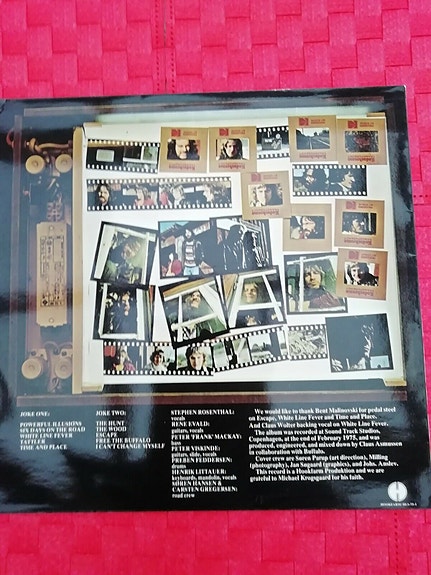 JOKE ONE:
POWERFUL ILLUSIONS
SIX DAYS ON THE ROAD
WHITE LINE FEVER
TATTLER
TIME AND PLACE
JOKE TWO:
THE HUNT
THE WOOD
ESCAPE
FREE THE BUFFALO
I CAN'T CHANGE MYSELF
STEPHEN ROSENTHAL:
vocals
RENE EVALD:
guitars, vocals
PETER 'FRANK' MACKAY:
bass
PETER VISKINDE:
guitars, slide, vocals
PREBEN FEDDERSEN:
drums
HENRIK LITTAUER:
keyboards, mandolin, vocals
SØREN HANSEN &
CARSTEN GREGERSEN:
road crew
We would like to thank Bent Malinovski for pedal steel
on Escape, White Line Fever and Time and Place.
And Claus Wolter backing vocal on White Line Fever.
The album was recorded at Sound Track Studios,
Copenhagen, at the end of February 1975, and was
produced, engineered, and mixed down by Claus Asmussen
in collaboration with Buffalo.
Cover crew are Søren Parup (art direction), Milling
(photography), Jan Søgaard (graphics), and Johs. Anslev.
This record is a Hookfarm Produktion and we are
grateful to Michael Krogsgaard for his faith.